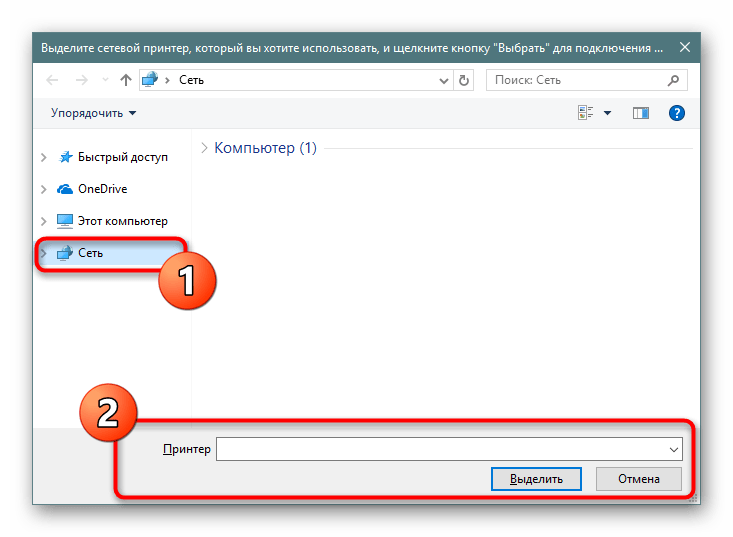 Выделите сетевой принтер, который вы хотите использовать, и щелкните кнопку "Выбрать" для подключения ...
Сеть
Поиск: Сеть
Упорядочить
?
Быстрый доступ
Компьютер (1)
OneDrive
Этот компьютер
Сеть
1
2
Принтер
Выделить
Отмена